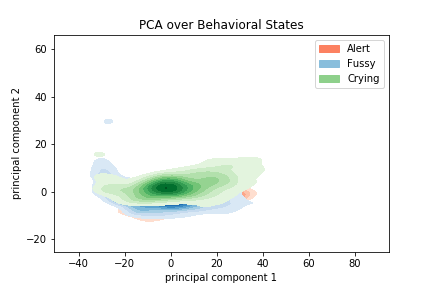 PCA over Behavioral States
Alert
Fussy
Crying
60
40
20
0
−20
principal component 2
−40
−20
0
20
40
60
80
principal component 1